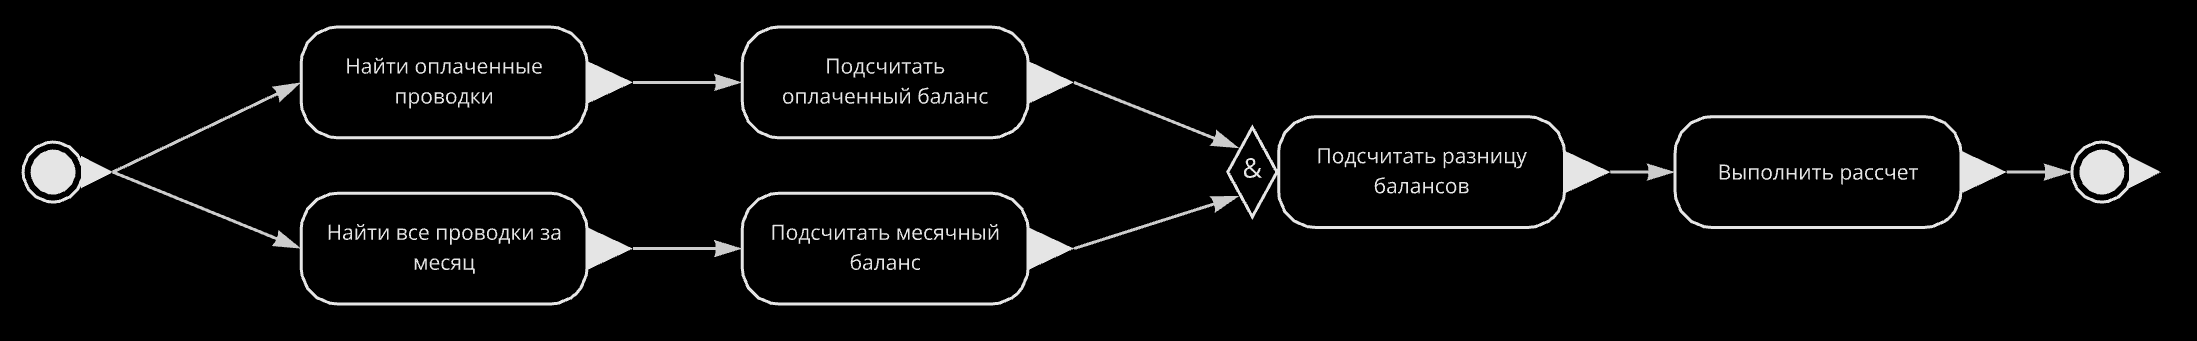 Найти оплаченные
проводки
Подсчитать
оплаченный баланс
Найти все проводки за
месяц
Подсчитать месячный
баланс
&
Подсчитать разницу
балансов
Выполнить рассчет